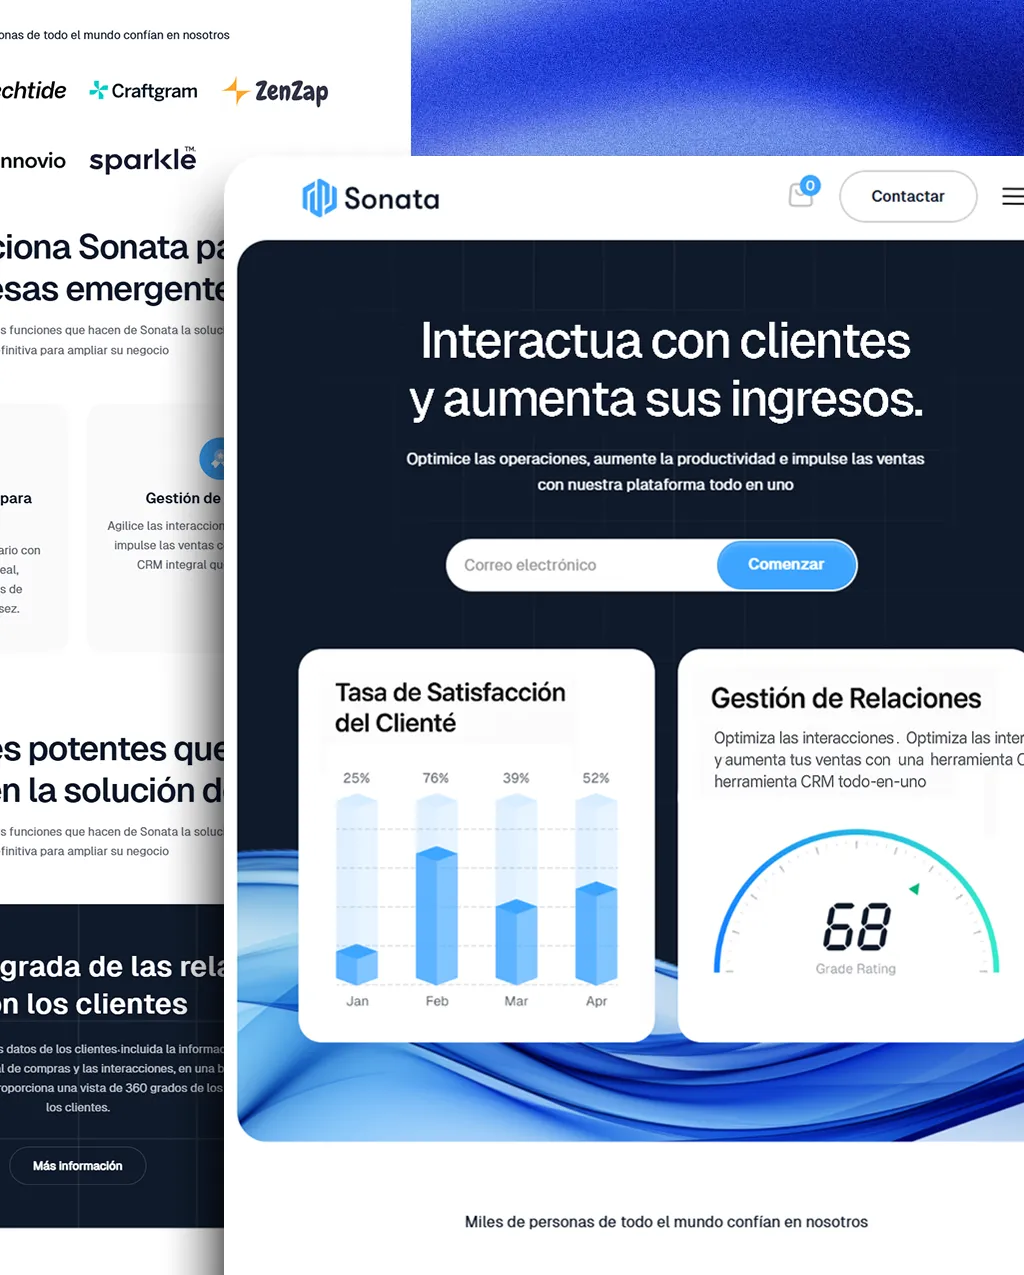 onas de todo el mundo confían en nosotros
chtide
Craftgram
ZenZap
nnovio
sparkle™
ciona Sonata pa
esas emergente
s funciones que hacen de Sonata la soluc
finitiva para ampliar su negocio
para
ario con
eal,
s de
sez.
Gestión de
Agilice las interaccion
impulse las ventas c
CRM integral qu
es potentes que
en la solución d
s funciones que hacen de Sonata la soluc
finitiva para ampliar su negocio
grada de las rela
on los clientes
s datos de los clientes-incluida la informac
l de compras y las interacciones, en una b
roporciona una vista de 360 grados de los
los clientes.
Más información
Sonata
0
Contactar
Interactua con clientes
y aumenta sus ingresos.
Optimice las operaciones, aumente la productividad e impulse las ventas
con nuestra plataforma todo en uno
Correo electrónico
Comenzar
Tasa de Satisfacción
del Clienté
25% 76% 39% 52%
Jan Feb Mar Apr
Gestión de Relaciones
Optimiza las interacciones. Optimiza las inter
y aumenta tus ventas con una herramienta C
herramienta CRM todo-en-uno
68
Grade Rating
Miles de personas de todo el mundo confían en nosotros